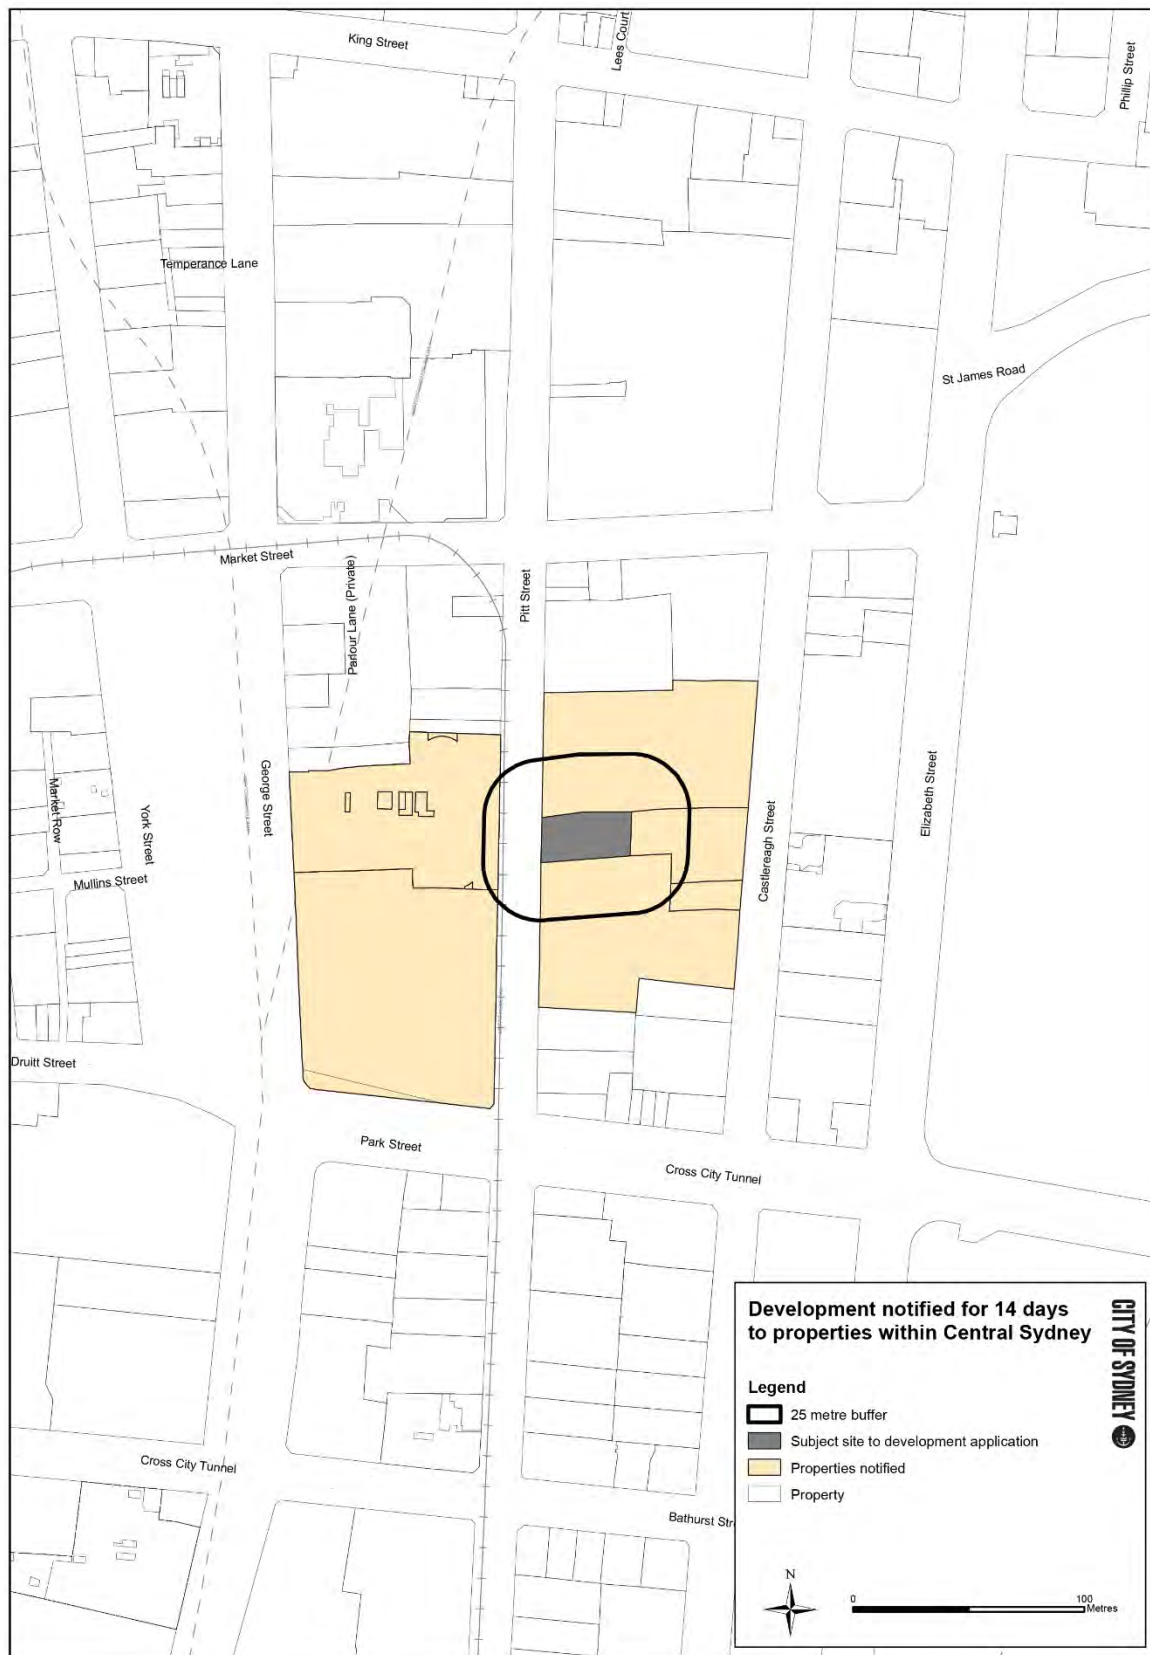 King Street
Lees Court
Phillip Street
Temperance Lane
St James Road
Market Street
Parlour Lane (Private)
Pitt Street
George Street
Market Row
York Street
Castlereagh Street
Elizabeth Street
Mullins Street
Druitt Street
Park Street
Cross City Tunnel
Cross City Tunnel
Bathurst Str
Development notified for 14 days
to properties within Central Sydney
CITY OF SYDNEY
Legend
25 metre buffer
Subject site to development application
Properties notified
Property
N
0 100
Metres